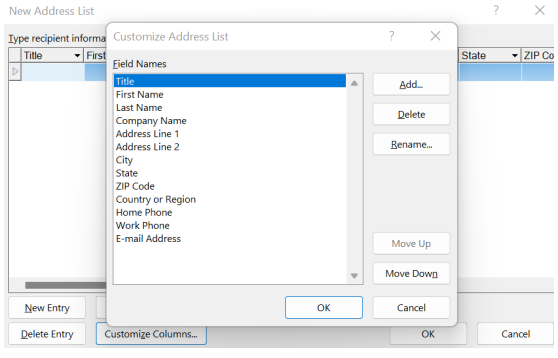 New Address List
Type recipient informa
Title
First
State
ZIP Co
Customize Address List
Field Names
Title
First Name
Last Name
Company Name
Address Line 1
Address Line 2
City
State
ZIP Code
Country or Region
Home Phone
Work Phone
E-mail Address
Add...
Delete
Rename...
Move Up
Move Down
OK
Cancel
New Entry
Delete Entry
Customize Columns...
OK
Cancel